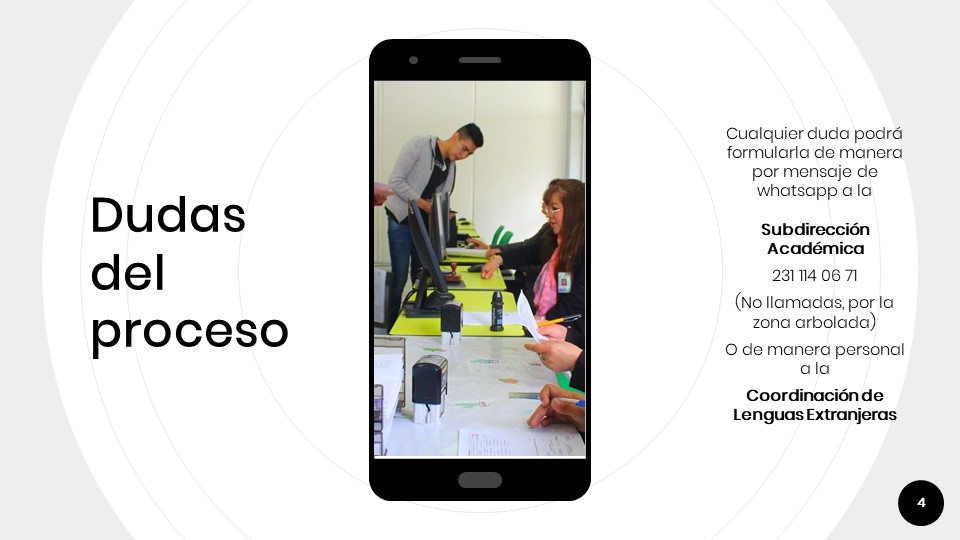 Dudas
del
proceso
Cualquier duda podrá
formularla de manera
por mensaje de
whatsapp a la
Subdirección
Académica
231 114 06 71
(No llamadas, por la
zona arbolada)
O de manera personal
a la
Coordinación de
Lenguas Extranjeras
4